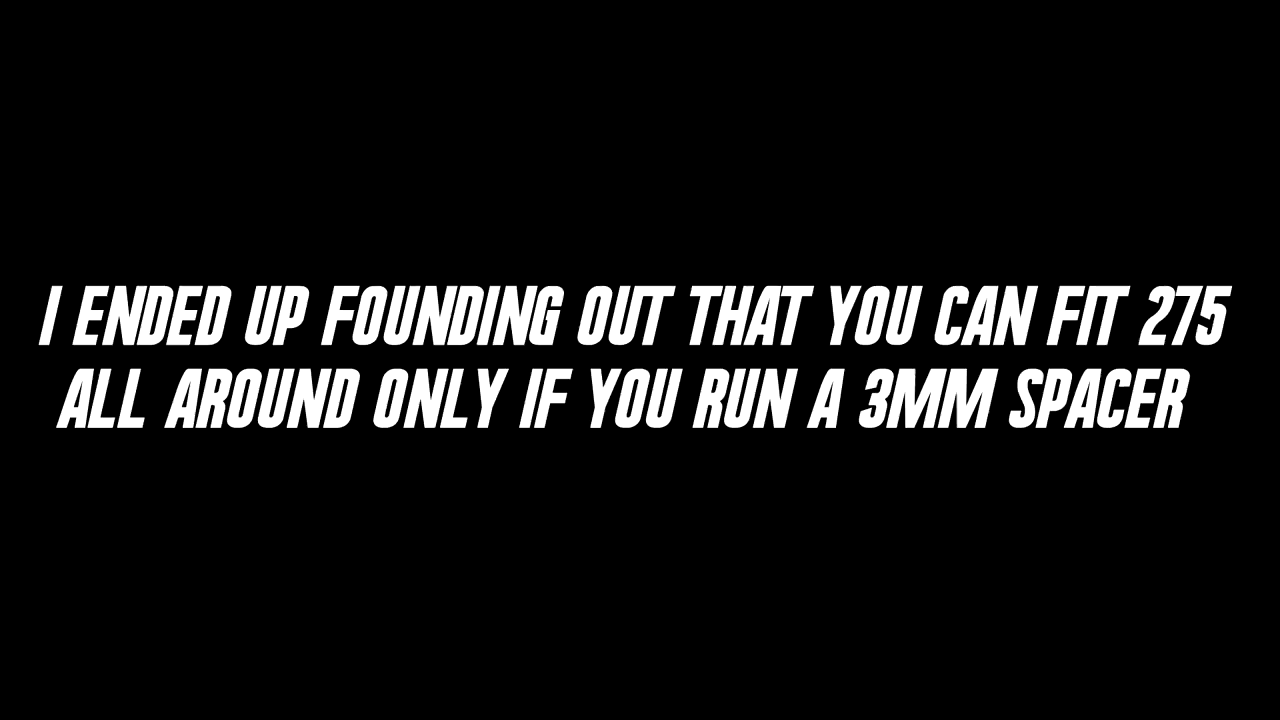 I ENDED UP FOUNDING OUT THAT YOU CAN FIT 275
ALL AROUND ONLY IF YOU RUN A 3MM SPACER